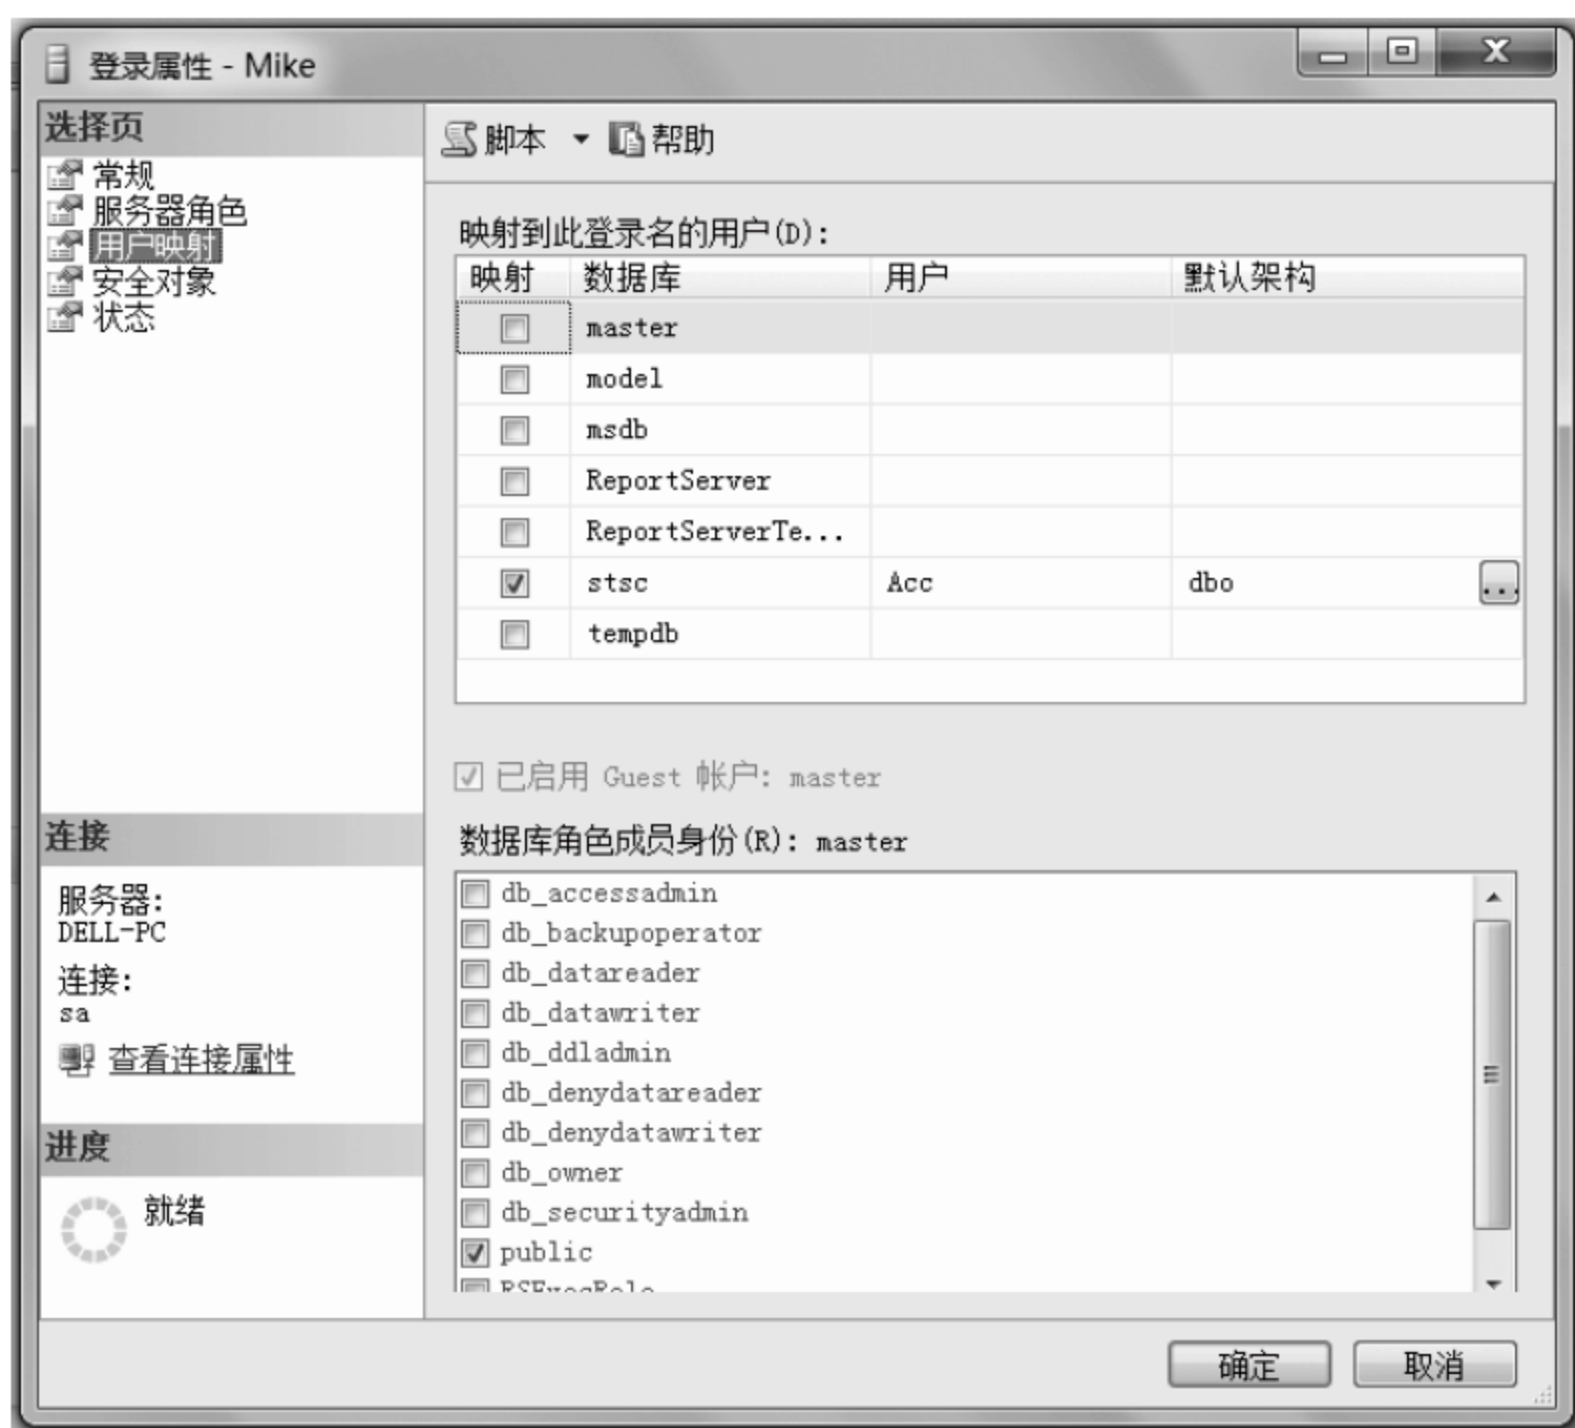 登录属性 - Mike
选择页
常规
服务器角色
用户映射
安全对象
状态
脚本 帮助
映射到此登录名的用户(D):
映射 数据库 用户 默认架构
master
model
msdb
ReportServer
ReportServerTe...
stsc Acc dbo ...
tempdb
已启用 Guest 帐户: master
数据库角色成员身份(R): master
db_accessadmin
db_backupoperator
db_datareader
db_datawriter
db_ddladmin
db_denydatareader
db_denydatawriter
db_owner
db_securityadmin
public
RSExecRole
连接
服务器:
DELL-PC
连接:
sa
查看连接属性
进度
就绪
确定 取消